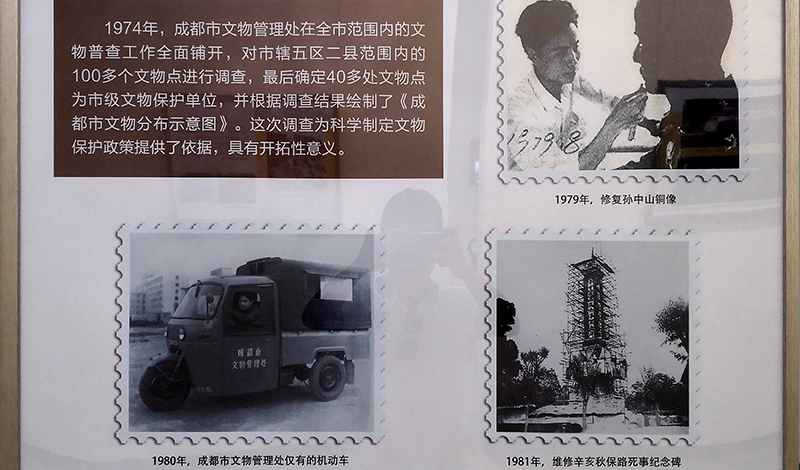 1974年,成都市文物管理处在全市范围内的文
物普查工作全面铺开,对市辖五区二县范围内的
100多个文物点进行调查,最后确定40多处文物点
为市级文物保护单位,并根据调查结果绘制了《成
都市文物分布示意图》。这次调查为科学制定文物
保护政策提供了依据,具有开拓性意义。
1979 8
1979年,修复孙中山铜像
成都市
文物管理处
1980年,成都市文物管理处仅有的机动车
1981年,维修辛亥秋保路死事纪念碑